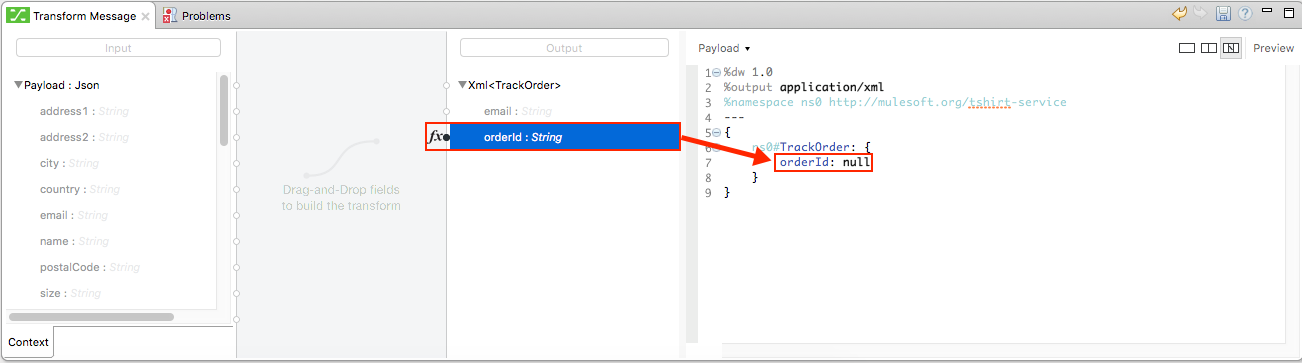 Transform Message
Problems
Input
Payload : Json
address1 : String
address2 : String
city : String
country : String
email : String
name : String
postalCode : String
size : String
Context
Drag-and-Drop fields
to build the transform
Output
Xml<TrackOrder>
email : String
fx
orderId : String
Payload
Preview
1 %dw 1.0
2 %output application/xml
3 %namespace ns0 http://mulesoft.org/tshirt-service
4 ---
5 {
6 ns0#TrackOrder: {
7 orderId: null
8 }
9 }